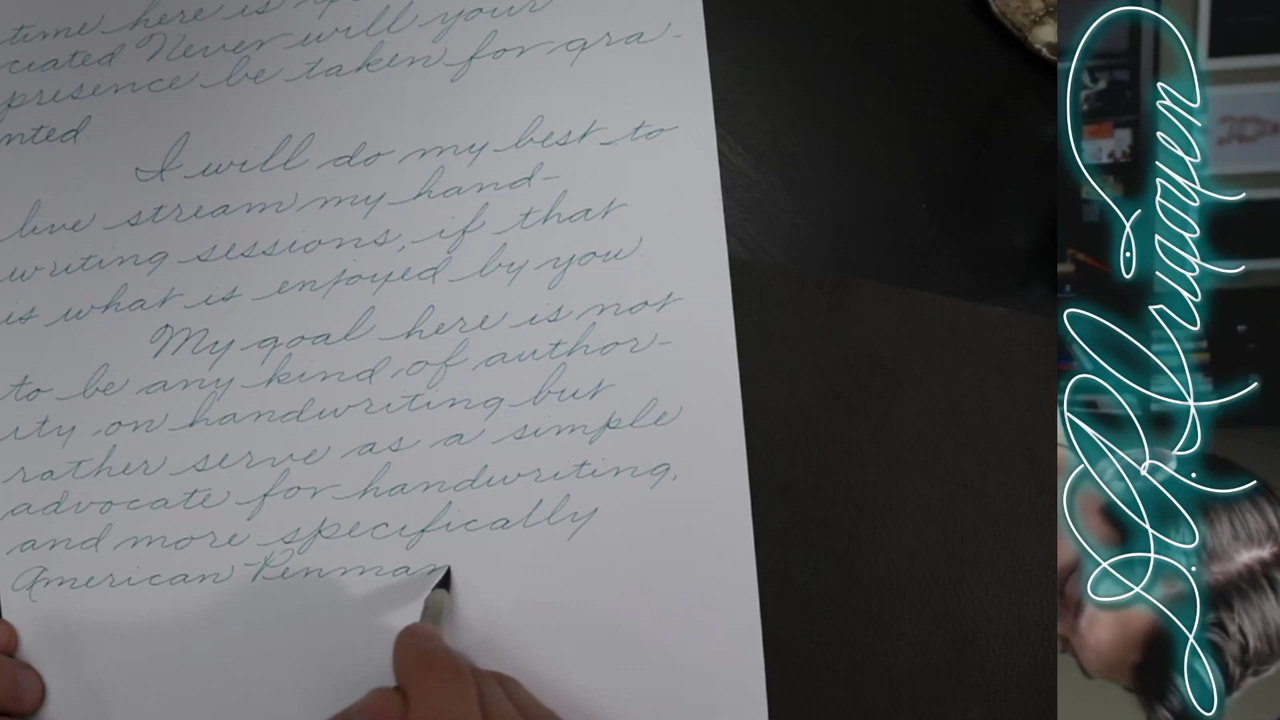 time here is
ciated Never will your
presence be taken for gra-
nted.
I will do my best to
live stream my hand-
writing sessions, if that
is what is enjoyed by you
My goal here is not
to be any kind of author-
ity on handwriting but
rather serve as a simple
advocate for handwriting,
and more specifically
American Penman